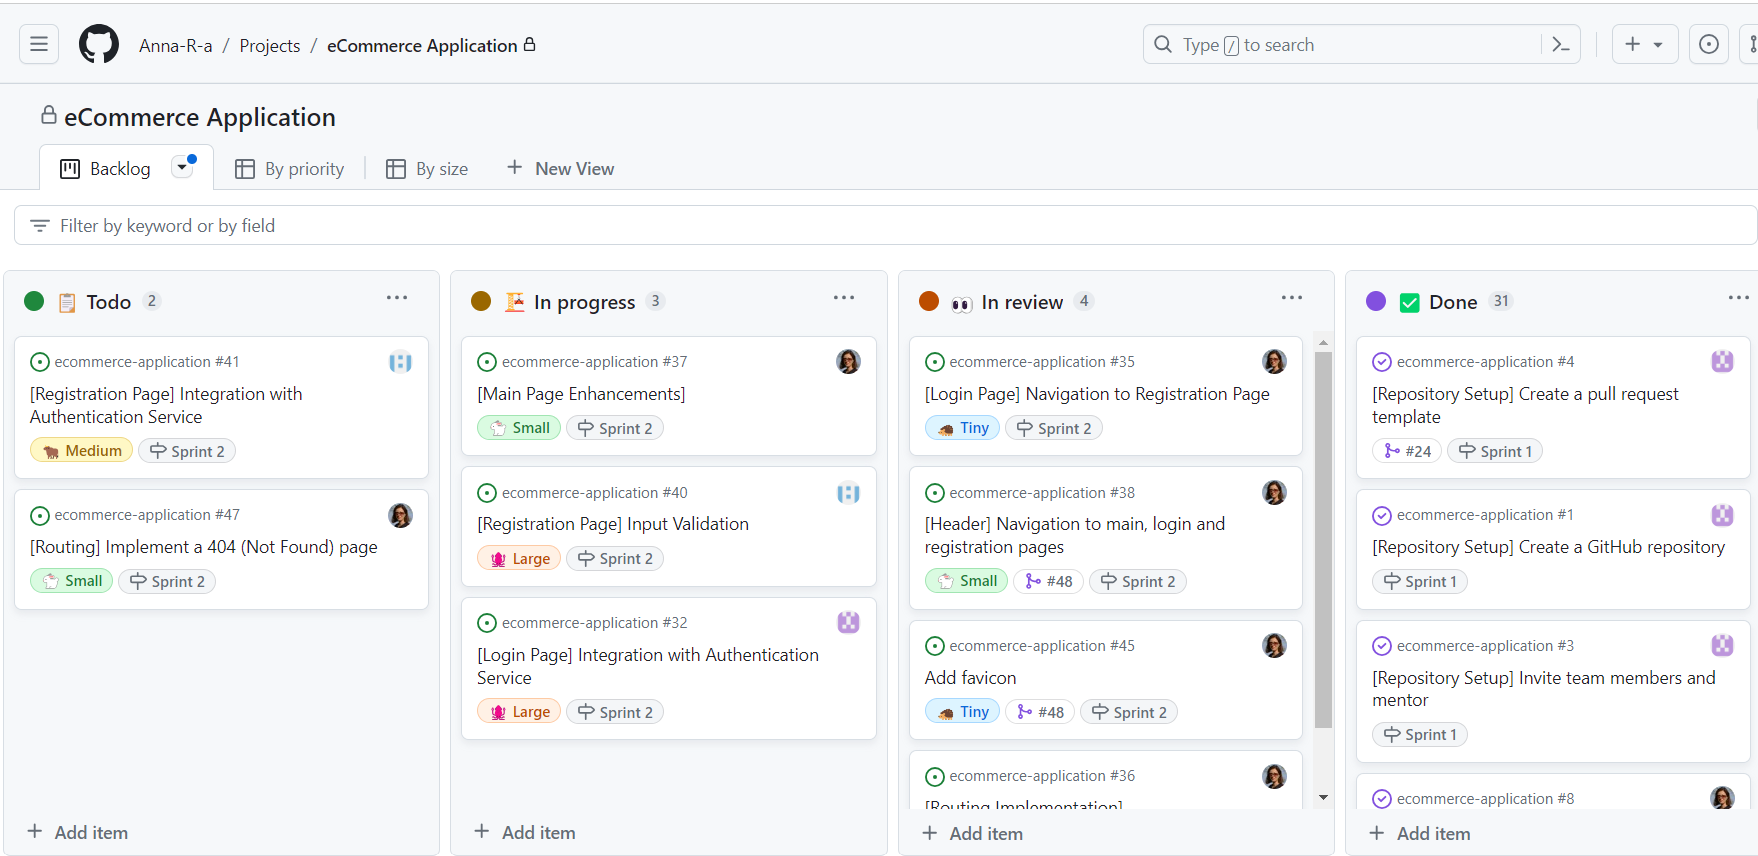 Anna-R-a / Projects / eCommerce Application
Type / to search
eCommerce Application
Backlog
By priority
By size
New View
Filter by keyword or by field
Todo 2
ecommerce-application #41
[Registration Page] Integration with
Authentication Service
Medium
Sprint 2
ecommerce-application #47
[Routing] Implement a 404 (Not Found) page
Small
Sprint 2
Add item
In progress 3
ecommerce-application #37
[Main Page Enhancements]
Small
Sprint 2
ecommerce-application #40
[Registration Page] Input Validation
Large
Sprint 2
ecommerce-application #32
[Login Page] Integration with Authentication
Service
Large
Sprint 2
Add item
In review 4
ecommerce-application #35
[Login Page] Navigation to Registration Page
Tiny
Sprint 2
ecommerce-application #38
[Header] Navigation to main, login and
registration pages
Small
#48
Sprint 2
ecommerce-application #45
Add favicon
Tiny
#48
Sprint 2
ecommerce-application #36
[Routing Implementation]
Add item
Done 31
ecommerce-application #4
[Repository Setup] Create a pull request
template
#24
Sprint 1
ecommerce-application #1
[Repository Setup] Create a GitHub repository
Sprint 1
ecommerce-application #3
[Repository Setup] Invite team members and
mentor
Sprint 1
ecommerce-application #8
Add item